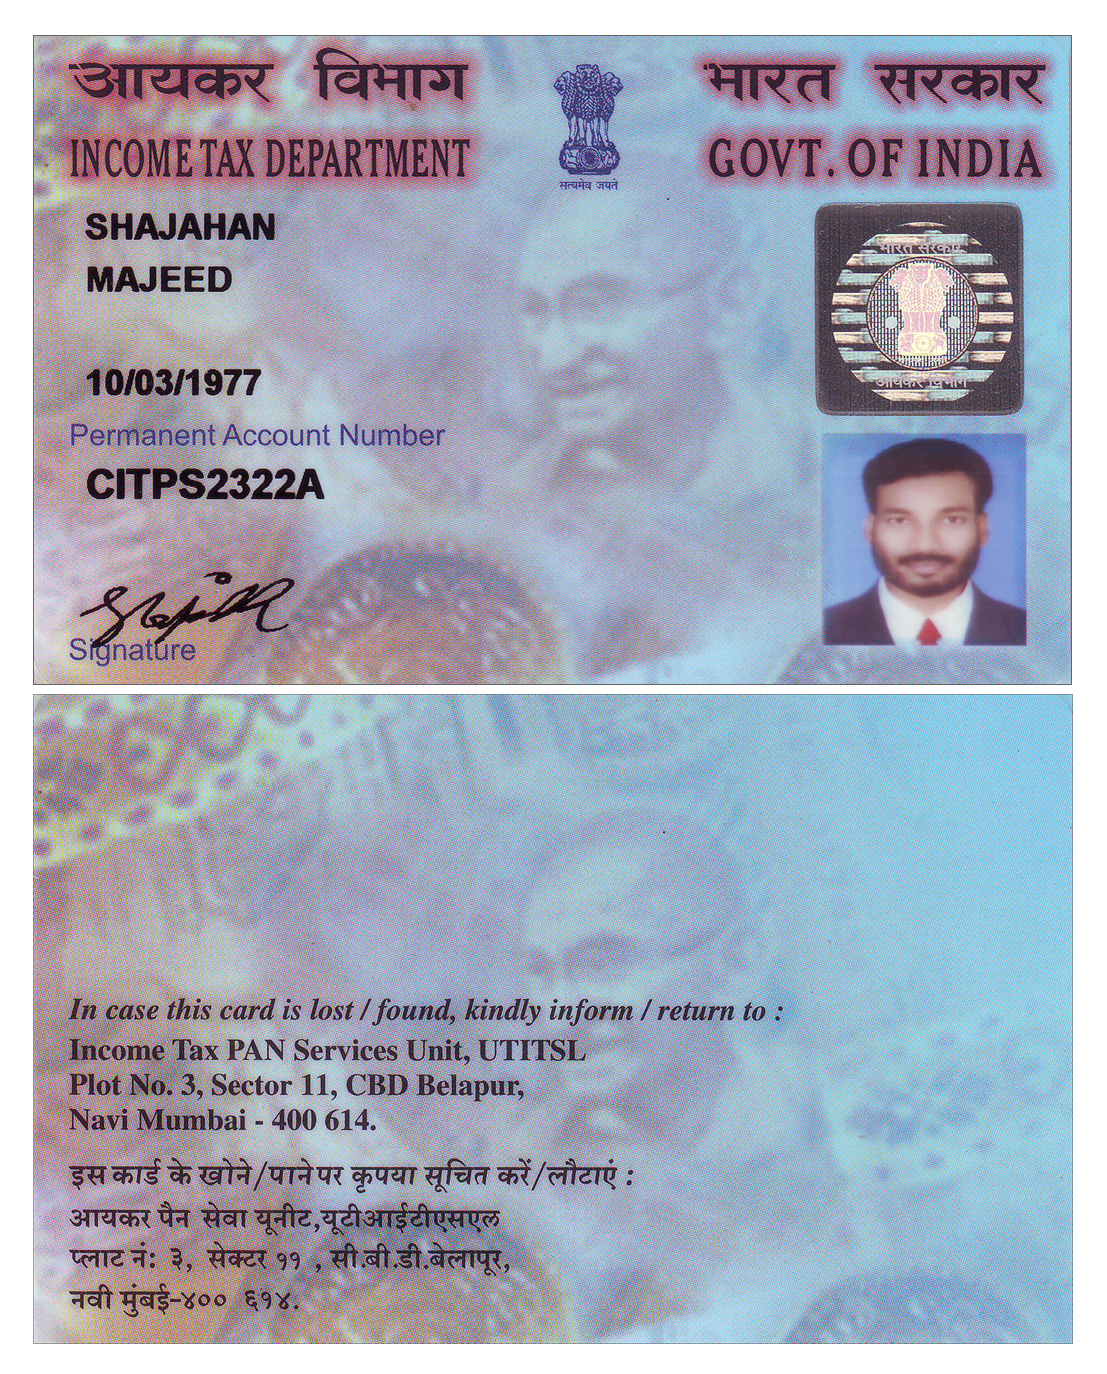 आयकर विभाग
INCOME TAX DEPARTMENT
सत्यमेव जयते
भारत सरकार
GOVT. OF INDIA
SHAJAHAN
MAJEED
10/03/1977
Permanent Account Number
CITPS2322A
Signature
भारत सरकार
आयकर विभाग
In case this card is lost / found, kindly inform / return to :
Income Tax PAN Services Unit, UTITSL
Plot No. 3, Sector 11, CBD Belapur,
Navi Mumbai - 400 614.
इस कार्ड के खोने/पाने पर कृपया सूचित करें/लौटाएं :
आयकर पैन सेवा यूनीट,यूटीआईटीएसएल
प्लाट नं: ३, सेक्टर ११ , सी.बी.डी.बेलापूर,
नवी मुंबई-४०० ६१४.